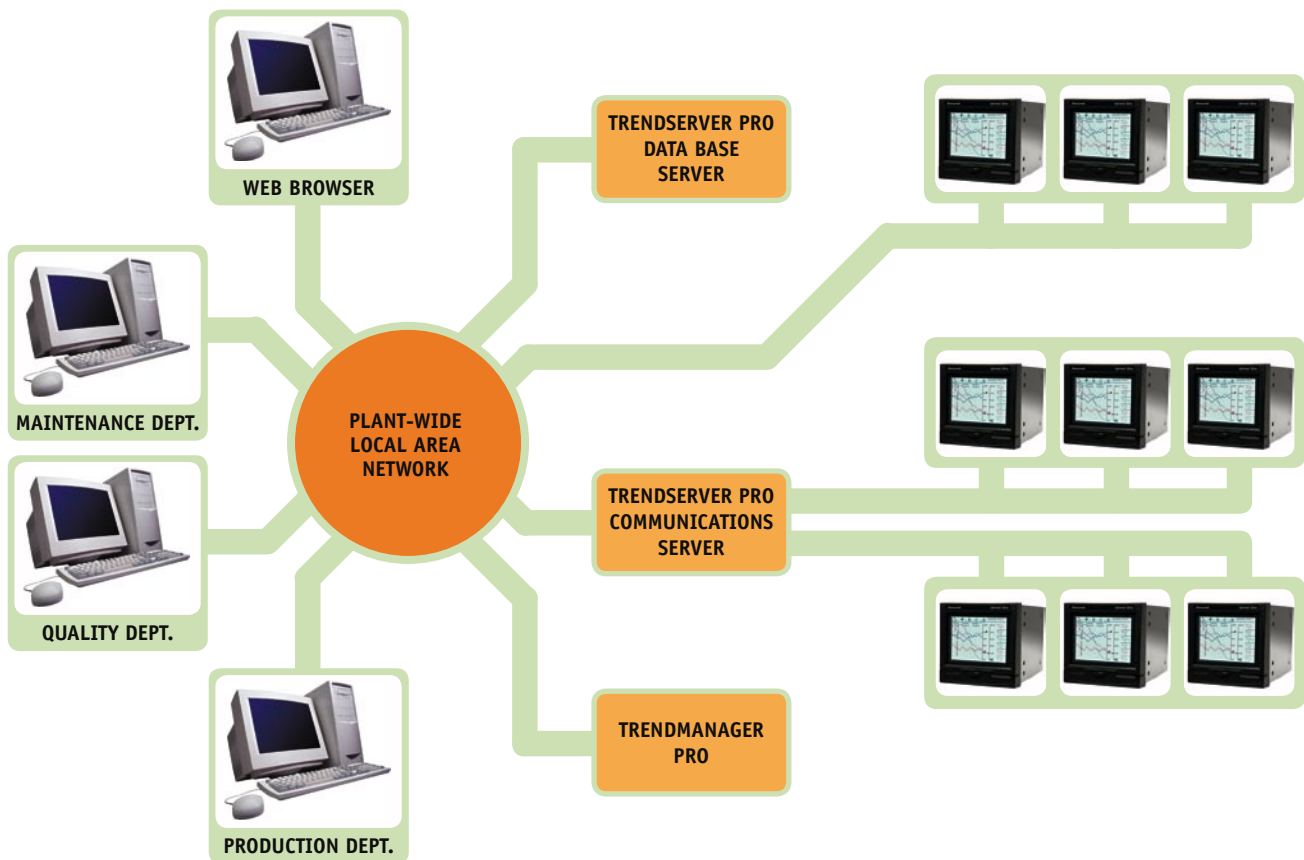 WEB BROWSER
TRENDSERVER PRO
DATA BASE
SERVER
MAINTENANCE DEPT.
PLANT-WIDE
LOCAL AREA
NETWORK
QUALITY DEPT.
TRENDSERVER PRO
COMMUNICATIONS
SERVER
TRENDMANAGER
PRO
PRODUCTION DEPT.